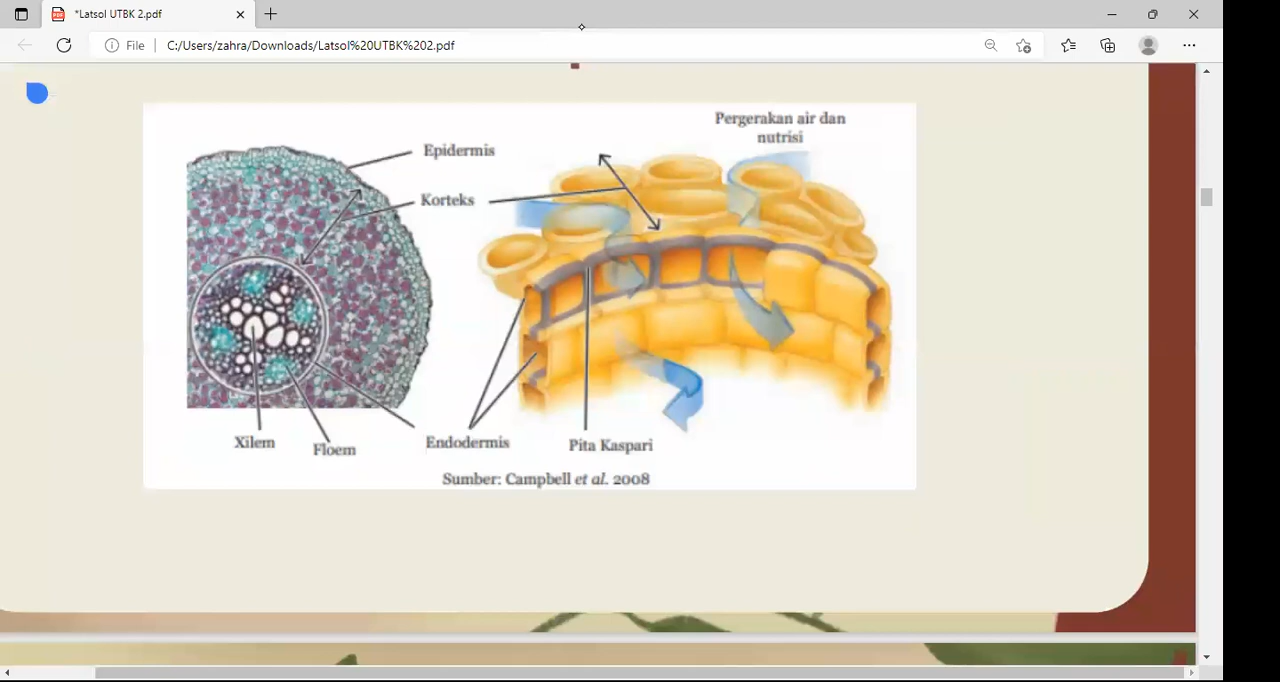 *Latsol UTBK 2.pdf
File
C:/Users/zahra/Downloads/Latsol%20UTBK%202.pdf
Pergerakan air dan
nutrisi
Epidermis
Korteks
Xilem
Floem
Endodermis
Pita Kaspari
Sumber: Campbell et al. 2008